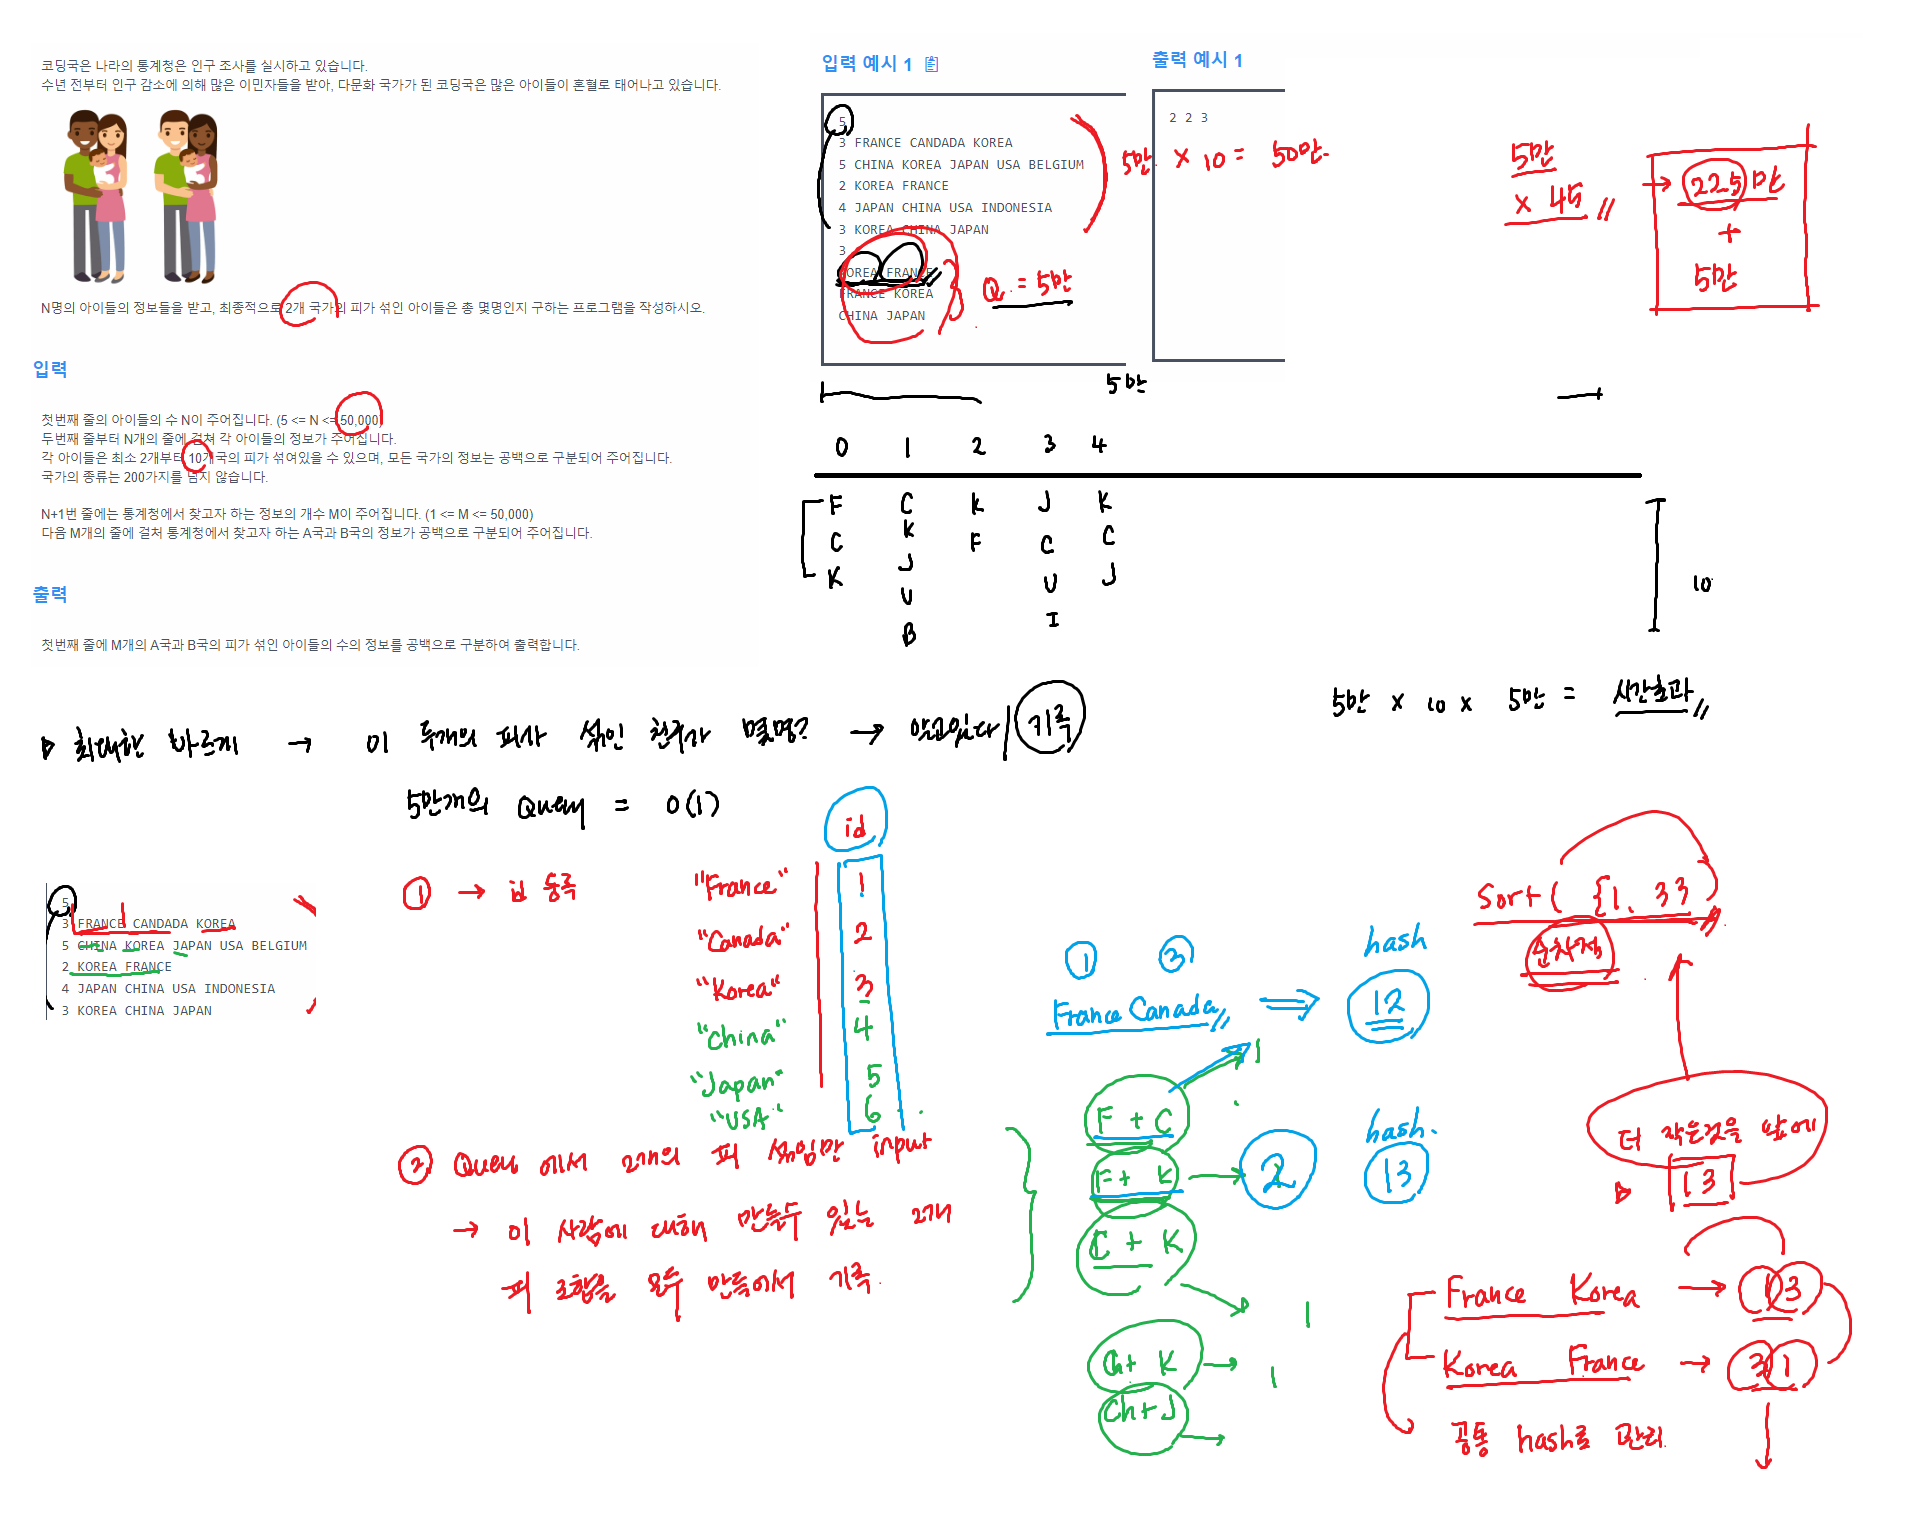 코딩국은 나라의 통계청은 인구 조사를 실시하고 있습니다.
수년 전부터 인구 감소에 의해 많은 이민자들을 받아, 다문화 국가가 된 코딩국은 많은 아이들이 혼혈로 태어나고 있습니다.
N명의 아이들의 정보들을 받고, 최종적으로 2개 국가의 피가 섞인 아이들은 총 몇명인지 구하는 프로그램을 작성하시오.
입력
첫번째 줄의 아이들의 수 N이 주어집니다. (5 <= N <= 50,000)
두번째 줄부터 N개의 줄에 걸쳐 각 아이들의 정보가 주어집니다.
각 아이들은 최소 2개부터 10개국의 피가 섞여있을 수 있으며, 모든 국가의 정보는 공백으로 구분되어 주어집니다.
국가의 종류는 200가지를 넘지 않습니다.
N+1번 줄에는 통계청에서 찾고자 하는 정보의 개수 M이 주어집니다. (1 <= M <= 50,000)
다음 M개의 줄에 걸처 통계청에서 찾고자 하는 A국과 B국의 정보가 공백으로 구분되어 주어집니다.
출력
첫번째 줄에 M개의 A국과 B국의 피가 섞인 아이들의 수의 정보를 공백으로 구분하여 출력합니다.
입력 예시 1
5
3 FRANCE CANDADA KOREA
5 CHINA KOREA JAPAN USA BELGIUM
2 KOREA FRANCE
4 JAPAN CHINA USA INDONESIA
3 KOREA CHINA JAPAN
3
KOREA FRANCE
FRANCE KOREA
CHINA JAPAN
출력 예시 1
2 2 3
5만 x 10 = 50만.
Q = 5만
5만
x 45
→ 225만
+
5만
5만
0 1 2 3 4
F C K J K
C K F C C
K J U J
U I
B
10
5만 x 10 x 5만 = 시간초과
▷ 최대한 빠르게 → 이 두개의 피가 섞인 친구가 몇명? → 알고있다 / 기록
5만개의 Query = O(1)
① → id 등록
id
"France" 1
"Canada" 2
"Korea" 3
"China" 4
"Japan" 5
"USA" 6 . .
5
3 FRANCE CANDADA KOREA
5 CHINA KOREA JAPAN USA BELGIUM
2 KOREA FRANCE
4 JAPAN CHINA USA INDONESIA
3 KOREA CHINA JAPAN
② Query 에서 2개의 피 섞임만 input
→ 이 사람에 대해 만들수 있는 2개
피 조합을 모두 만들어서 기록.
① ③ hash
France Canada ⇒ 12
F + C 1
F + K → 2
hash.
13
C + K 1
Ch + K → 1
Ch + J →
Sort( {1, 3})
순차적
더 작은것을 앞에
▷ 13
France Korea → 13
Korea France → 31
공통 hash로 관리.